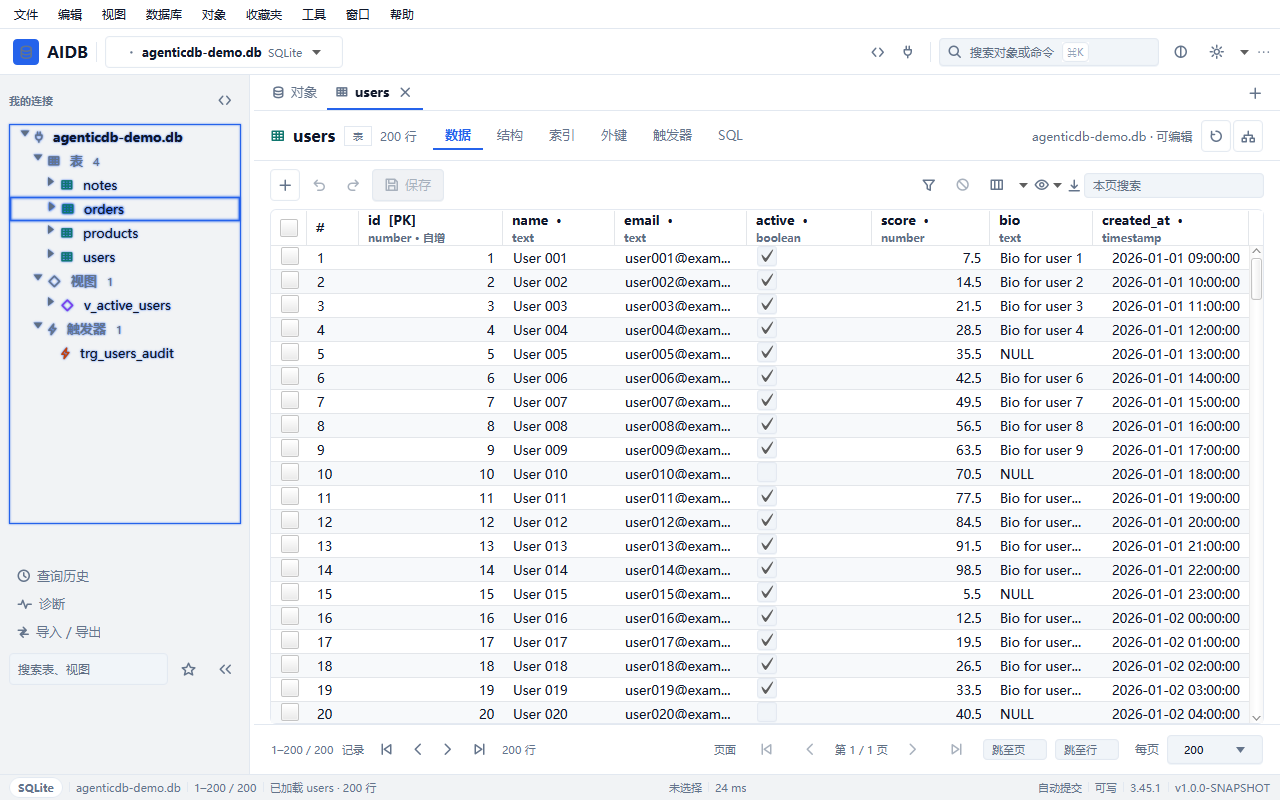 文件 编辑 视图 数据库 对象 收藏夹 工具 窗口 帮助
AIDB · agenticdb-demo.db SQLite 搜索对象或命令 ⌘K
我的连接
agenticdb-demo.db
表 4
notes
orders
products
users
视图 1
v_active_users
触发器 1
trg_users_audit
查询历史
诊断
导入 / 导出
搜索表、视图
对象 users
users 表 200 行 数据 结构 索引 外键 触发器 SQL agenticdb-demo.db · 可编辑
保存 本页搜索
# id [PK] name • email • active • score • bio created_at •
number • 自增 text text boolean number text timestamp
1 1 User 001 user001@exam... 7.5 Bio for user 1 2026-01-01 09:00:00
2 2 User 002 user002@exam... 14.5 Bio for user 2 2026-01-01 10:00:00
3 3 User 003 user003@exam... 21.5 Bio for user 3 2026-01-01 11:00:00
4 4 User 004 user004@exam... 28.5 Bio for user 4 2026-01-01 12:00:00
5 5 User 005 user005@exam... 35.5 NULL 2026-01-01 13:00:00
6 6 User 006 user006@exam... 42.5 Bio for user 6 2026-01-01 14:00:00
7 7 User 007 user007@exam... 49.5 Bio for user 7 2026-01-01 15:00:00
8 8 User 008 user008@exam... 56.5 Bio for user 8 2026-01-01 16:00:00
9 9 User 009 user009@exam... 63.5 Bio for user 9 2026-01-01 17:00:00
10 10 User 010 user010@exam... 70.5 NULL 2026-01-01 18:00:00
11 11 User 011 user011@exam... 77.5 Bio for user... 2026-01-01 19:00:00
12 12 User 012 user012@exam... 84.5 Bio for user... 2026-01-01 20:00:00
13 13 User 013 user013@exam... 91.5 Bio for user... 2026-01-01 21:00:00
14 14 User 014 user014@exam... 98.5 Bio for user... 2026-01-01 22:00:00
15 15 User 015 user015@exam... 5.5 NULL 2026-01-01 23:00:00
16 16 User 016 user016@exam... 12.5 Bio for user... 2026-01-02 00:00:00
17 17 User 017 user017@exam... 19.5 Bio for user... 2026-01-02 01:00:00
18 18 User 018 user018@exam... 26.5 Bio for user... 2026-01-02 02:00:00
19 19 User 019 user019@exam... 33.5 Bio for user... 2026-01-02 03:00:00
20 20 User 020 user020@exam... 40.5 NULL 2026-01-02 04:00:00
1–200 / 200 记录 200 行 页面 第 1 / 1 页 跳至页 跳至行 每页 200
SQLite agenticdb-demo.db 1–200 / 200 已加载 users · 200 行 未选择 24 ms 自动提交 可写 3.45.1 v1.0.0-SNAPSHOT